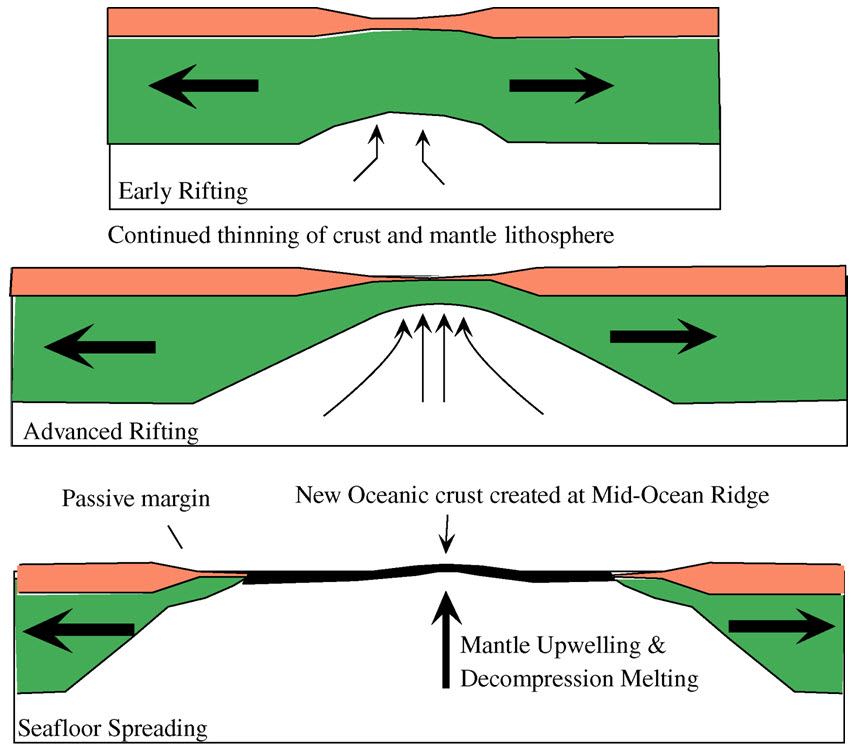 Early Rifting
Continued thinning of crust and mantle lithosphere
Advanced Rifting
Passive margin
New Oceanic crust created at Mid-Ocean Ridge
Mantle Upwelling &
Decompression Melting
Seafloor Spreading